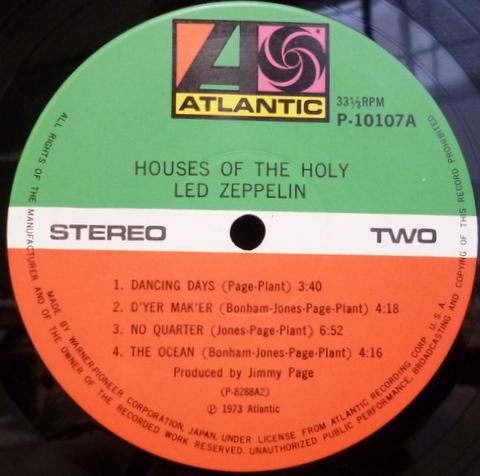 A
ATLANTIC
33⅓RPM
P-10107A
HOUSES OF THE HOLY
LED ZEPPELIN
STEREO
TWO
1. DANCING DAYS (Page-Plant) 3:40
2. D'YER MAK'ER (Bonham-Jones-Page-Plant) 4:18
3. NO QUARTER (Jones-Page-Plant) 6:52
4. THE OCEAN (Bonham-Jones-Page-Plant) 4:16
Produced by Jimmy Page
(P-8288A2)
℗ 1973 Atlantic
ALL RIGHTS OF THE MANUFACTURER AND OF THE OWNER OF THE RECORDED WORK RESERVED. UNAUTHORIZED PUBLIC PERFORMANCE, BROADCASTING AND COPYING OF THIS RECORD PROHIBITED.
MADE BY WARNER-PIONEER CORPORATION, JAPAN, UNDER LICENSE FROM ATLANTIC RECORDING CORP. U.S.A.